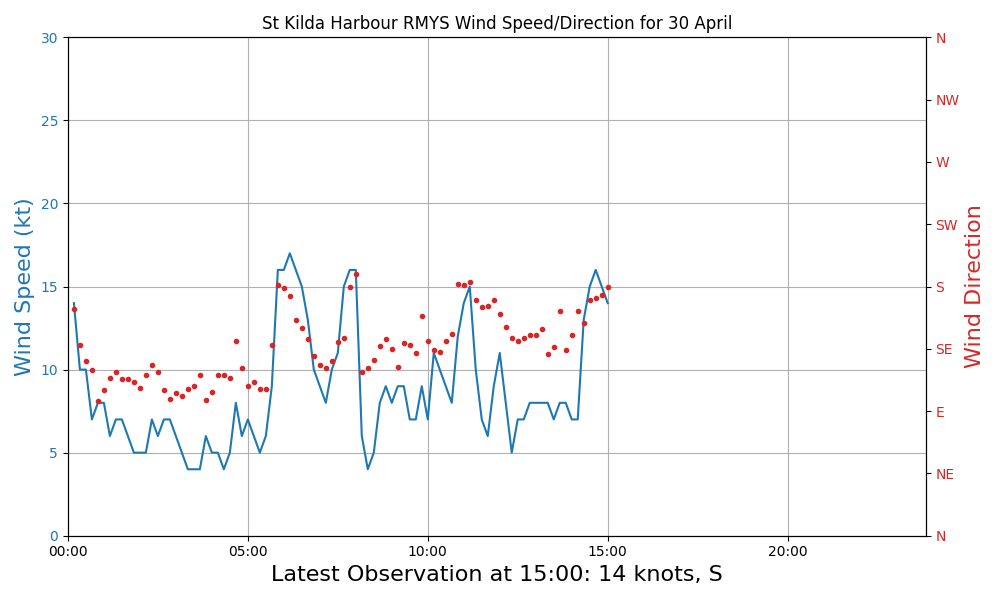 St Kilda Harbour RMYS Wind Speed/Direction for 30 April
30
25
20
15
10
5
0
Wind Speed (kt)
N
NW
W
SW
S
SE
E
NE
N
Wind Direction
00:00
05:00
10:00
15:00
20:00
Latest Observation at 15:00: 14 knots, S